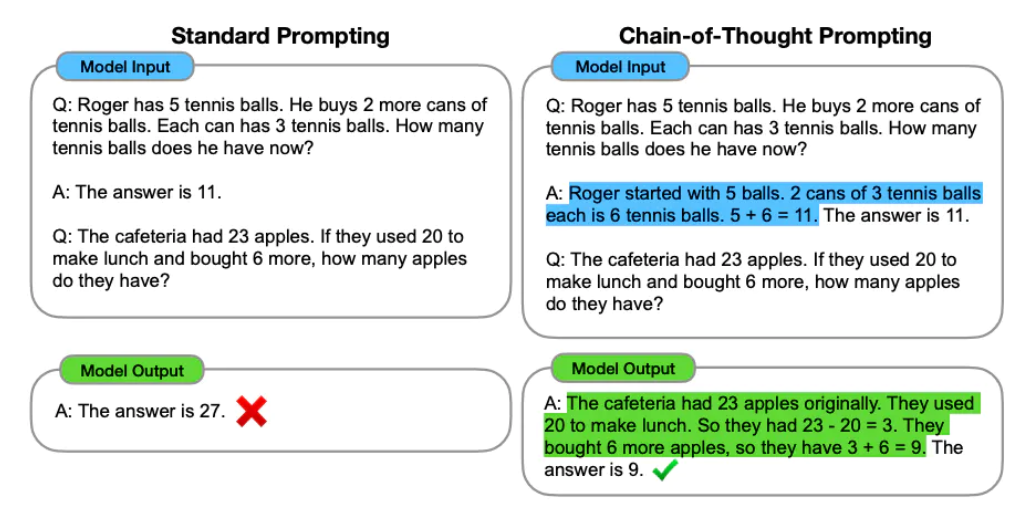 Standard Prompting
Model Input
Q: Roger has 5 tennis balls. He buys 2 more cans of
tennis balls. Each can has 3 tennis balls. How many
tennis balls does he have now?
A: The answer is 11.
Q: The cafeteria had 23 apples. If they used 20 to
make lunch and bought 6 more, how many apples
do they have?
Model Output
A: The answer is 27.
Chain-of-Thought Prompting
Model Input
Q: Roger has 5 tennis balls. He buys 2 more cans of
tennis balls. Each can has 3 tennis balls. How many
tennis balls does he have now?
A: Roger started with 5 balls. 2 cans of 3 tennis balls
each is 6 tennis balls. 5 + 6 = 11. The answer is 11.
Q: The cafeteria had 23 apples. If they used 20 to
make lunch and bought 6 more, how many apples
do they have?
Model Output
A: The cafeteria had 23 apples originally. They used
20 to make lunch. So they had 23 - 20 = 3. They
bought 6 more apples, so they have 3 + 6 = 9. The
answer is 9.